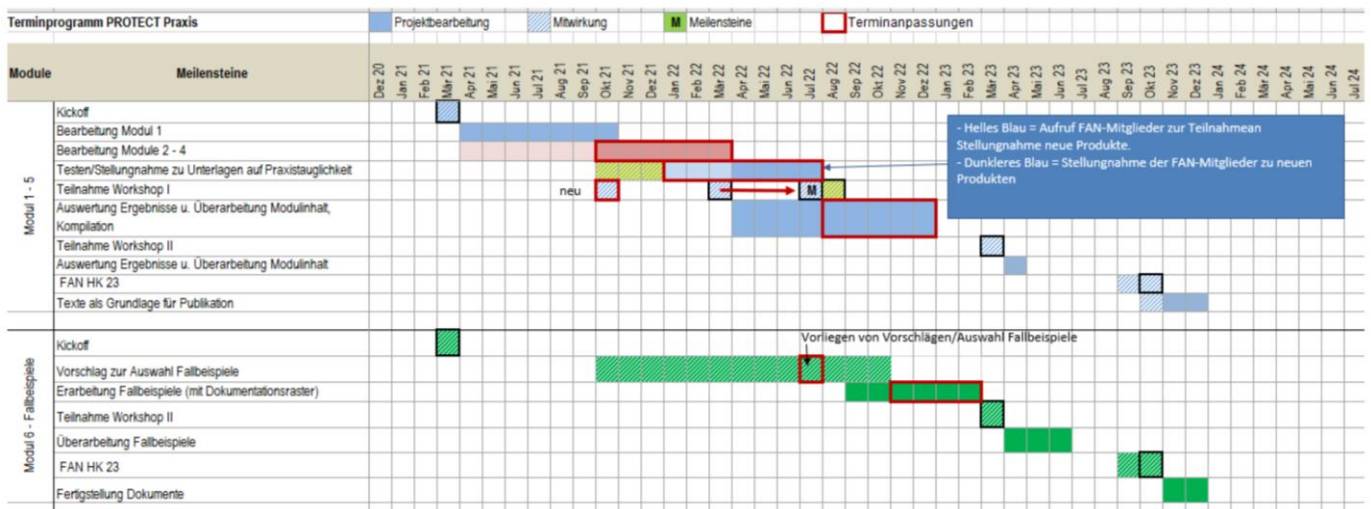 Terminprogramm PROTECT Praxis Projektbearbeitung Mitwirkung M Meilensteine Terminanpassungen
Module Meilensteine Dez 20 Jan 21 Feb 21 Mär 21 Apr 21 Mai 21 Jun 21 Jul 21 Aug 21 Sep 21 Okt 21 Nov 21 Dez 21 Jan 22 Feb 22 Mär 22 Apr 22 Mai 22 Jun 22 Jul 22 Aug 22 Sep 22 Okt 22 Nov 22 Dez 22 Jan 23 Feb 23 Mär 23 Apr 23 Mai 23 Jun 23 Jul 23 Aug 23 Sep 23 Okt 23 Nov 23 Dez 23 Jan 24 Feb 24 Mär 24 Apr 24 Mai 24 Jun 24 Jul 24
Modul 1 - 5
Kickoff
Bearbeitung Modul 1
Bearbeitung Module 2 - 4
Testen/Stellungnahme zu Unterlagen auf Praxistauglichkeit
Teilnahme Workshop I neu M
Auswertung Ergebnisse u. Überarbeitung Modulinhalt,
Kompilation
Teilnahme Workshop II
Auswertung Ergebnisse u. Überarbeitung Modulinhalt
FAN HK 23
Texte als Grundlage für Publikation
- Helles Blau = Aufruf FAN-Mitglieder zur Teilnahmean
Stellungnahme neue Produkte.
- Dunkleres Blau = Stellungnahme der FAN-Mitglieder zu neuen
Produkten
Modul 6 - Fallbeispiele
Kickoff
Vorliegen von Vorschlägen/Auswahl Fallbeispiele
Vorschlag zur Auswahl Fallbeispiele
Erarbeitung Fallbeispiele (mit Dokumentationsraster)
Teilnahme Workshop II
Überarbeitung Fallbeispiele
FAN HK 23
Fertigstellung Dokumente